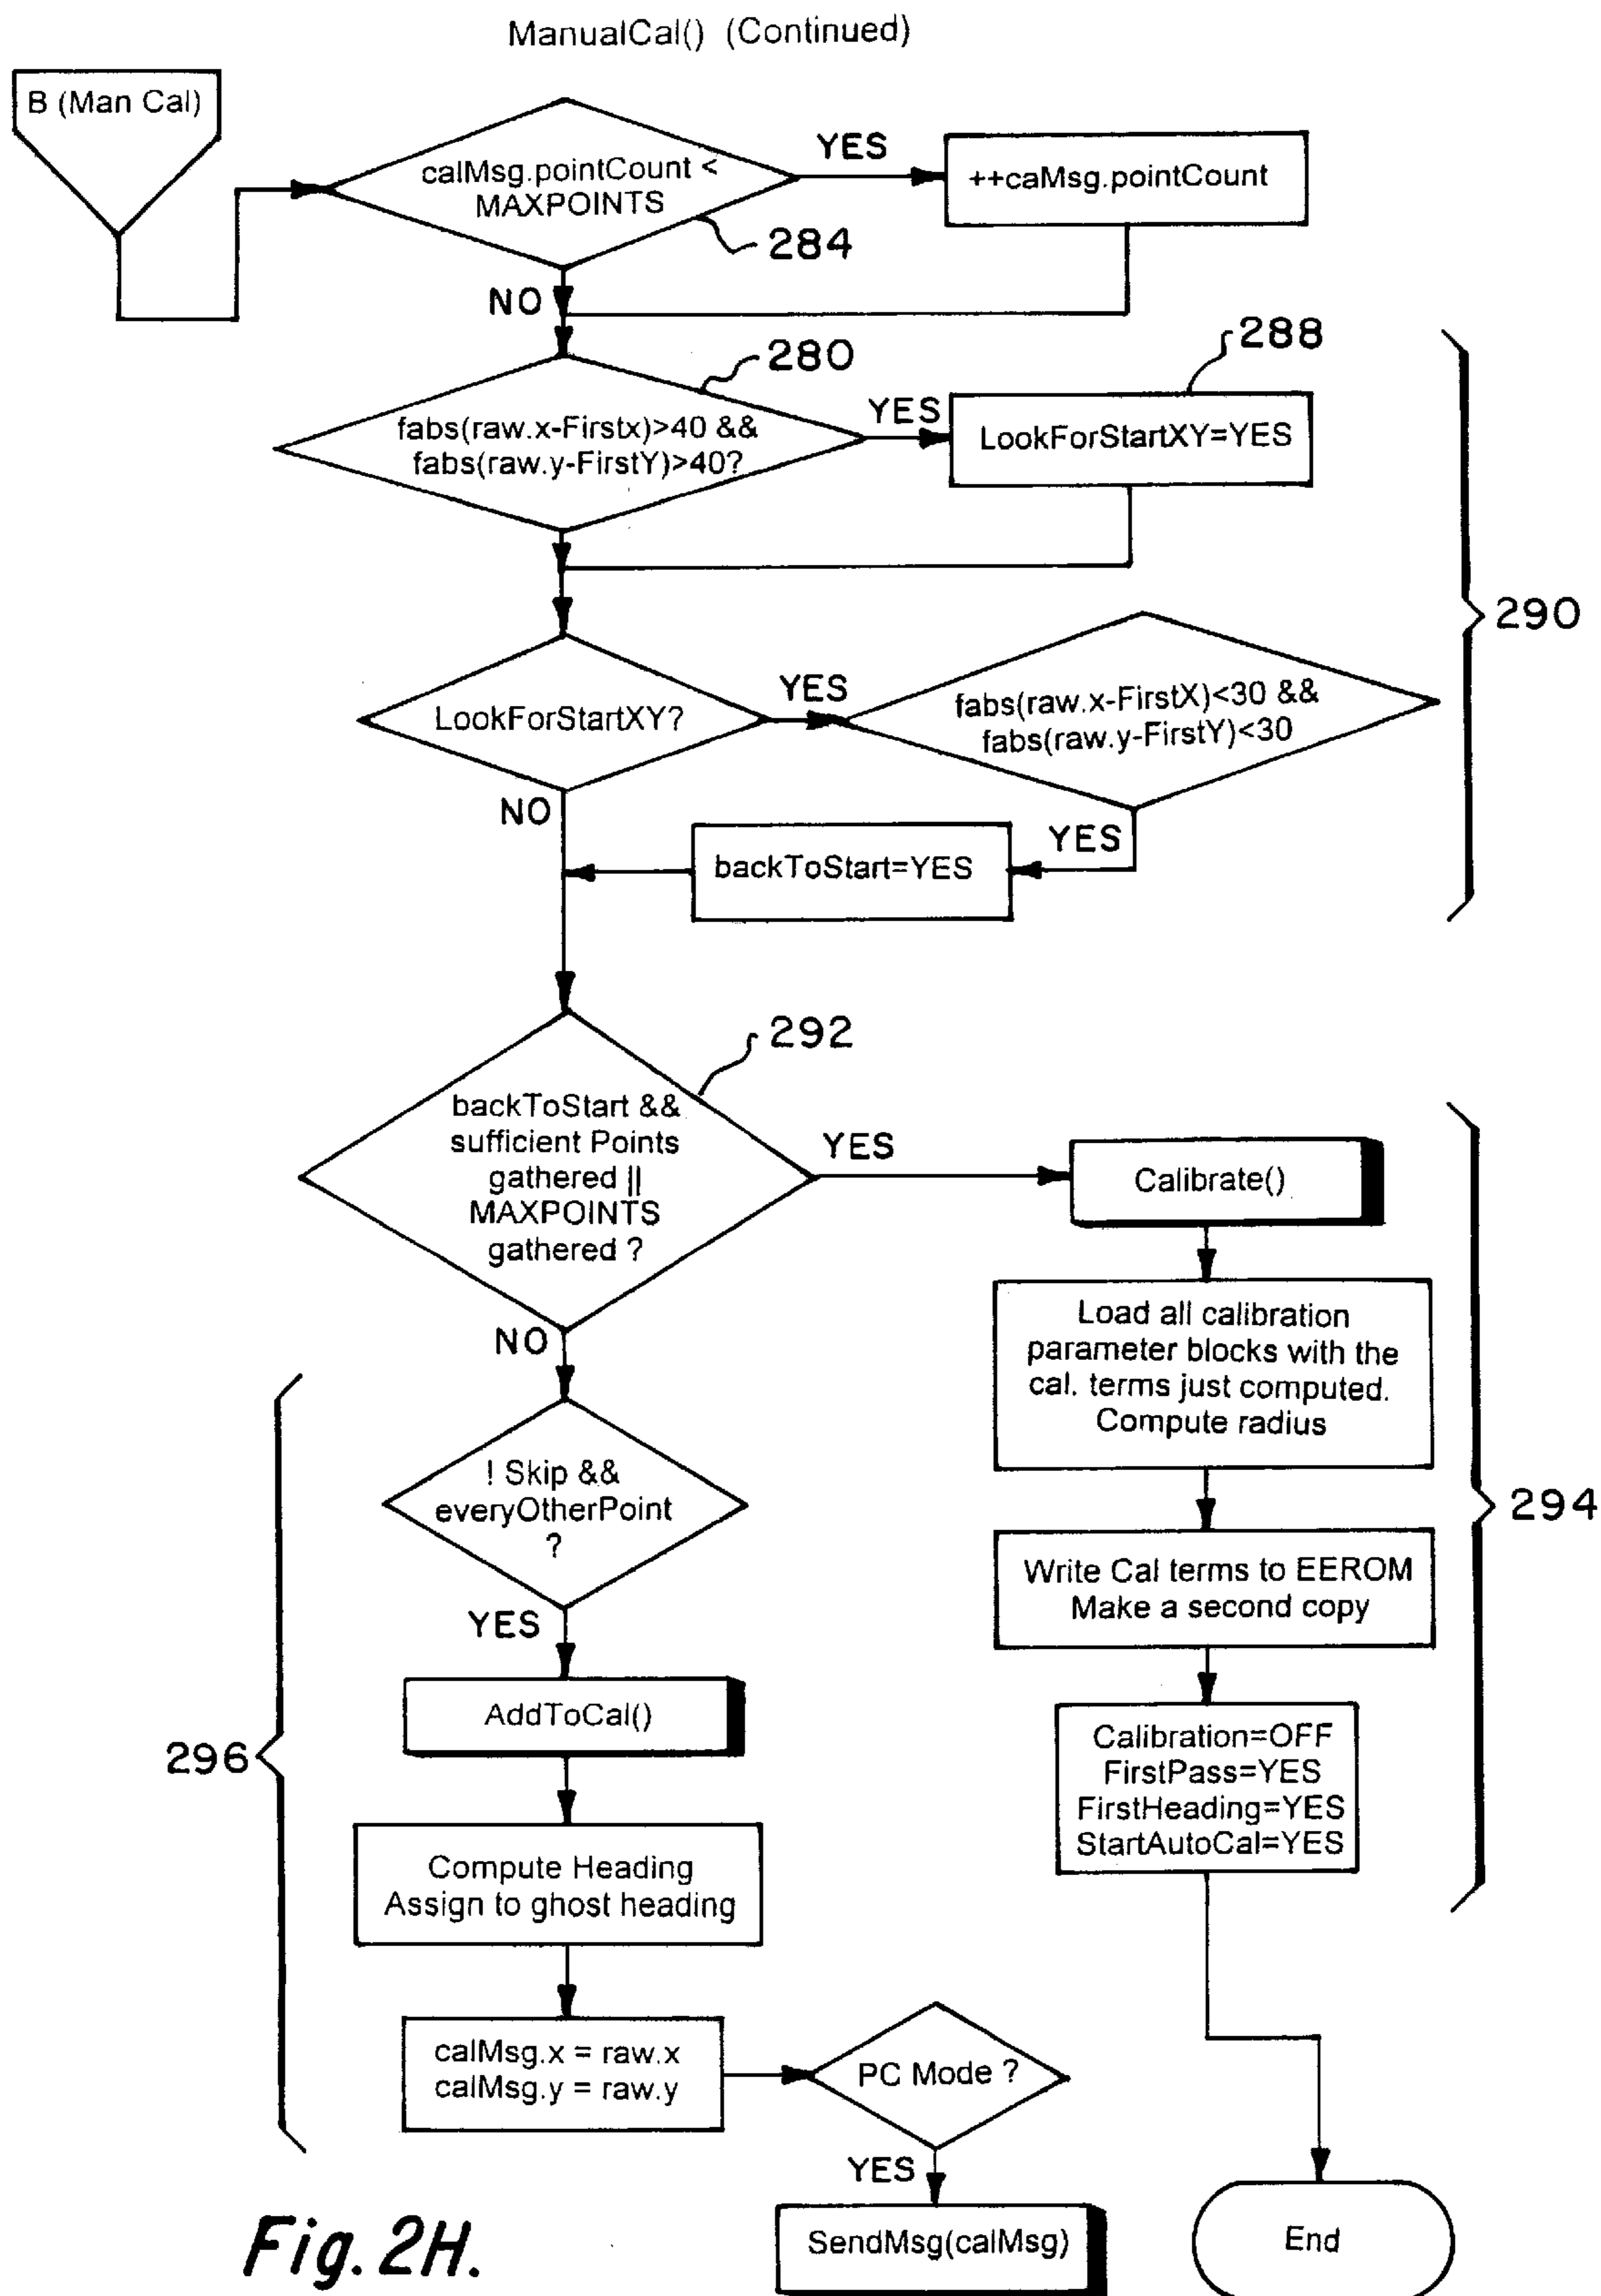 ManualCal() (Continued)
B (Man Cal)
calMsg.pointCount <
MAXPOINTS
YES
++caMsg.pointCount
284
NO
288
280
fabs(raw.x-Firstx)>40 &&
fabs(raw.y-FirstY)>40?
YES
LookForStartXY=YES
290
LookForStartXY?
YES
fabs(raw.x-FirstX)<30 &&
fabs(raw.y-FirstY)<30
NO
YES
backToStart=YES
292
backToStart &&
sufficient Points
gathered ||
MAXPOINTS
gathered ?
YES
Calibrate()
NO
Load all calibration
parameter blocks with the
cal. terms just computed.
Compute radius
! Skip &&
everyOtherPoint
?
294
Write Cal terms to EEROM
Make a second copy
YES
AddToCal()
296
Calibration=OFF
FirstPass=YES
FirstHeading=YES
StartAutoCal=YES
Compute Heading
Assign to ghost heading
calMsg.x = raw.x
calMsg.y = raw.y
PC Mode ?
YES
SendMsg(calMsg)
End
Fig. 2H.